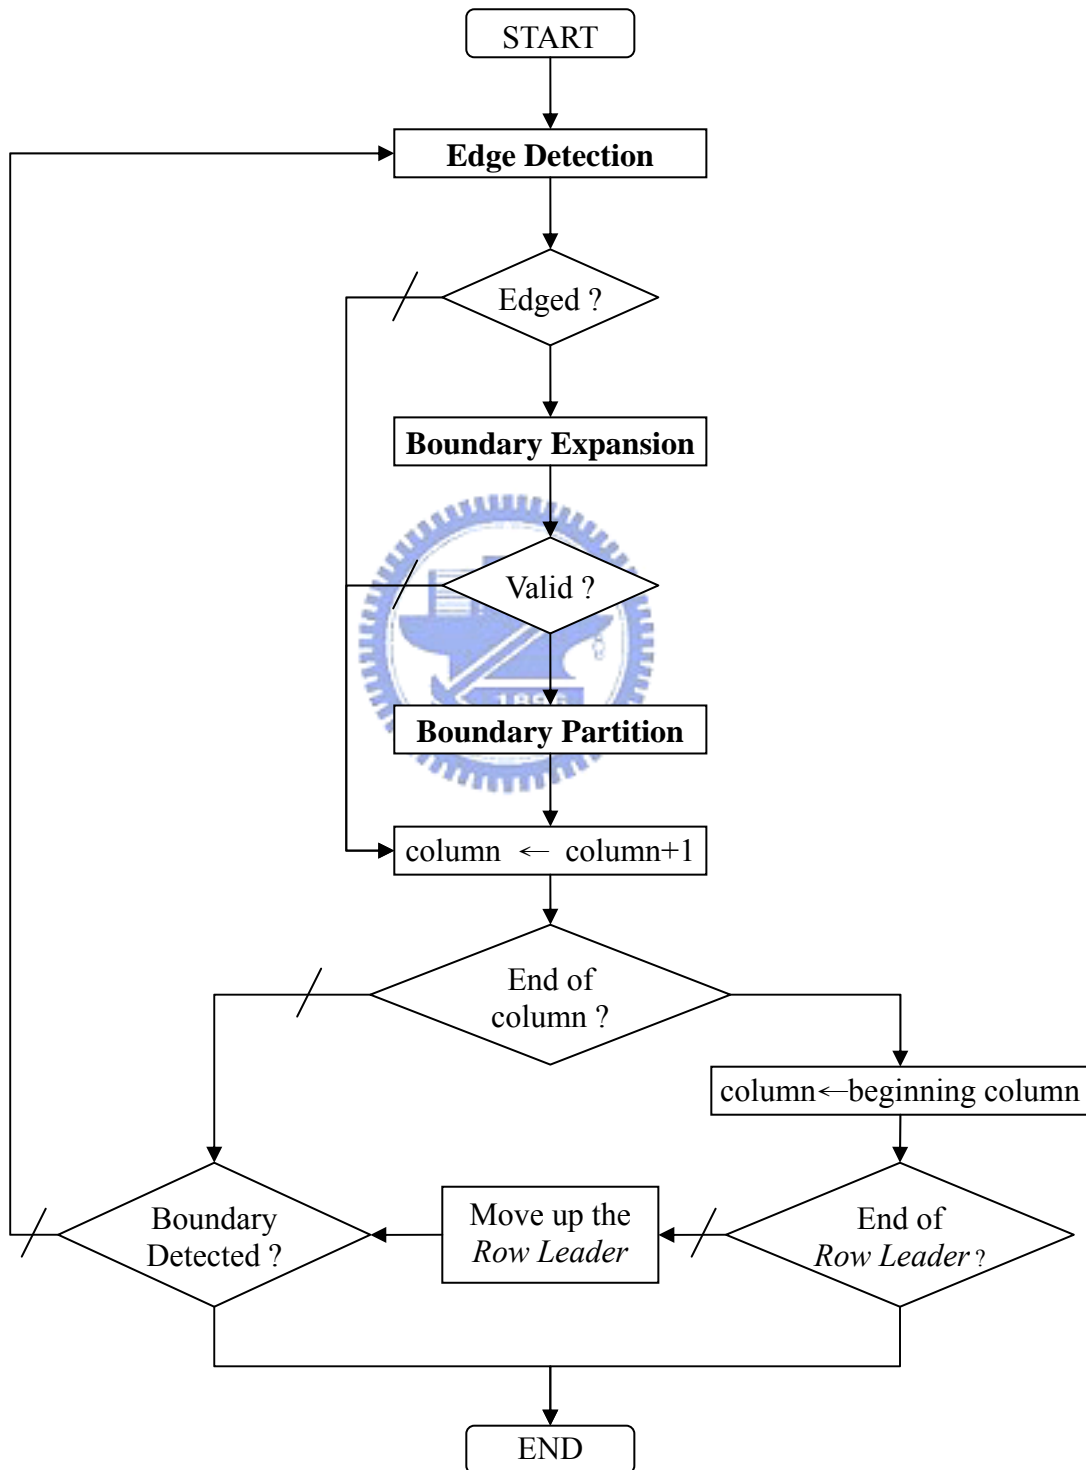 START
Edge Detection
Edged ?
Boundary Expansion
Valid ?
1896
Boundary Partition
column ← column+1
End of
column ?
column←beginning column
Boundary
Detected ?
Move up the
Row Leader
End of
Row Leader ?
END